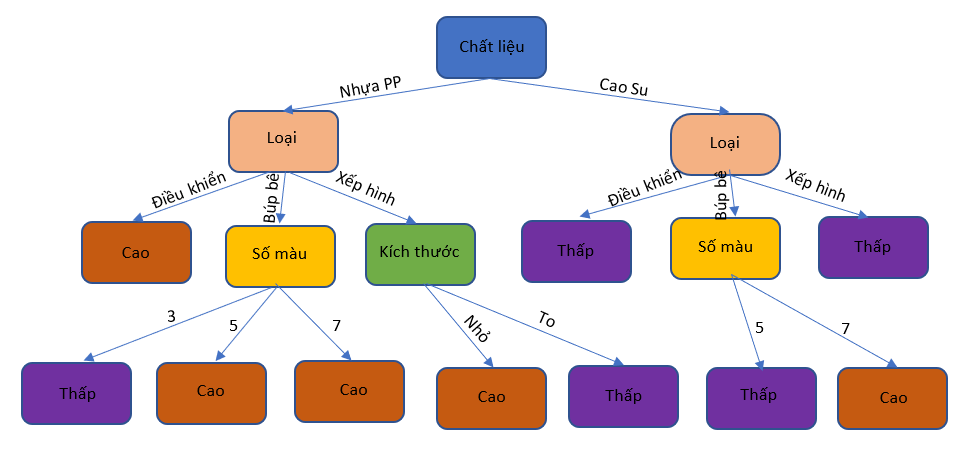 Chất liệu
Nhựa PP
Cao Su
Loại
Loại
Điều khiển
Búp bê
Xếp hình
Điều khiển
Búp bê
Xếp hình
Cao
Số màu
Kích thước
Thấp
Số màu
Thấp
3
5
7
Nhỏ
To
5
7
Thấp
Cao
Cao
Cao
Thấp
Thấp
Cao